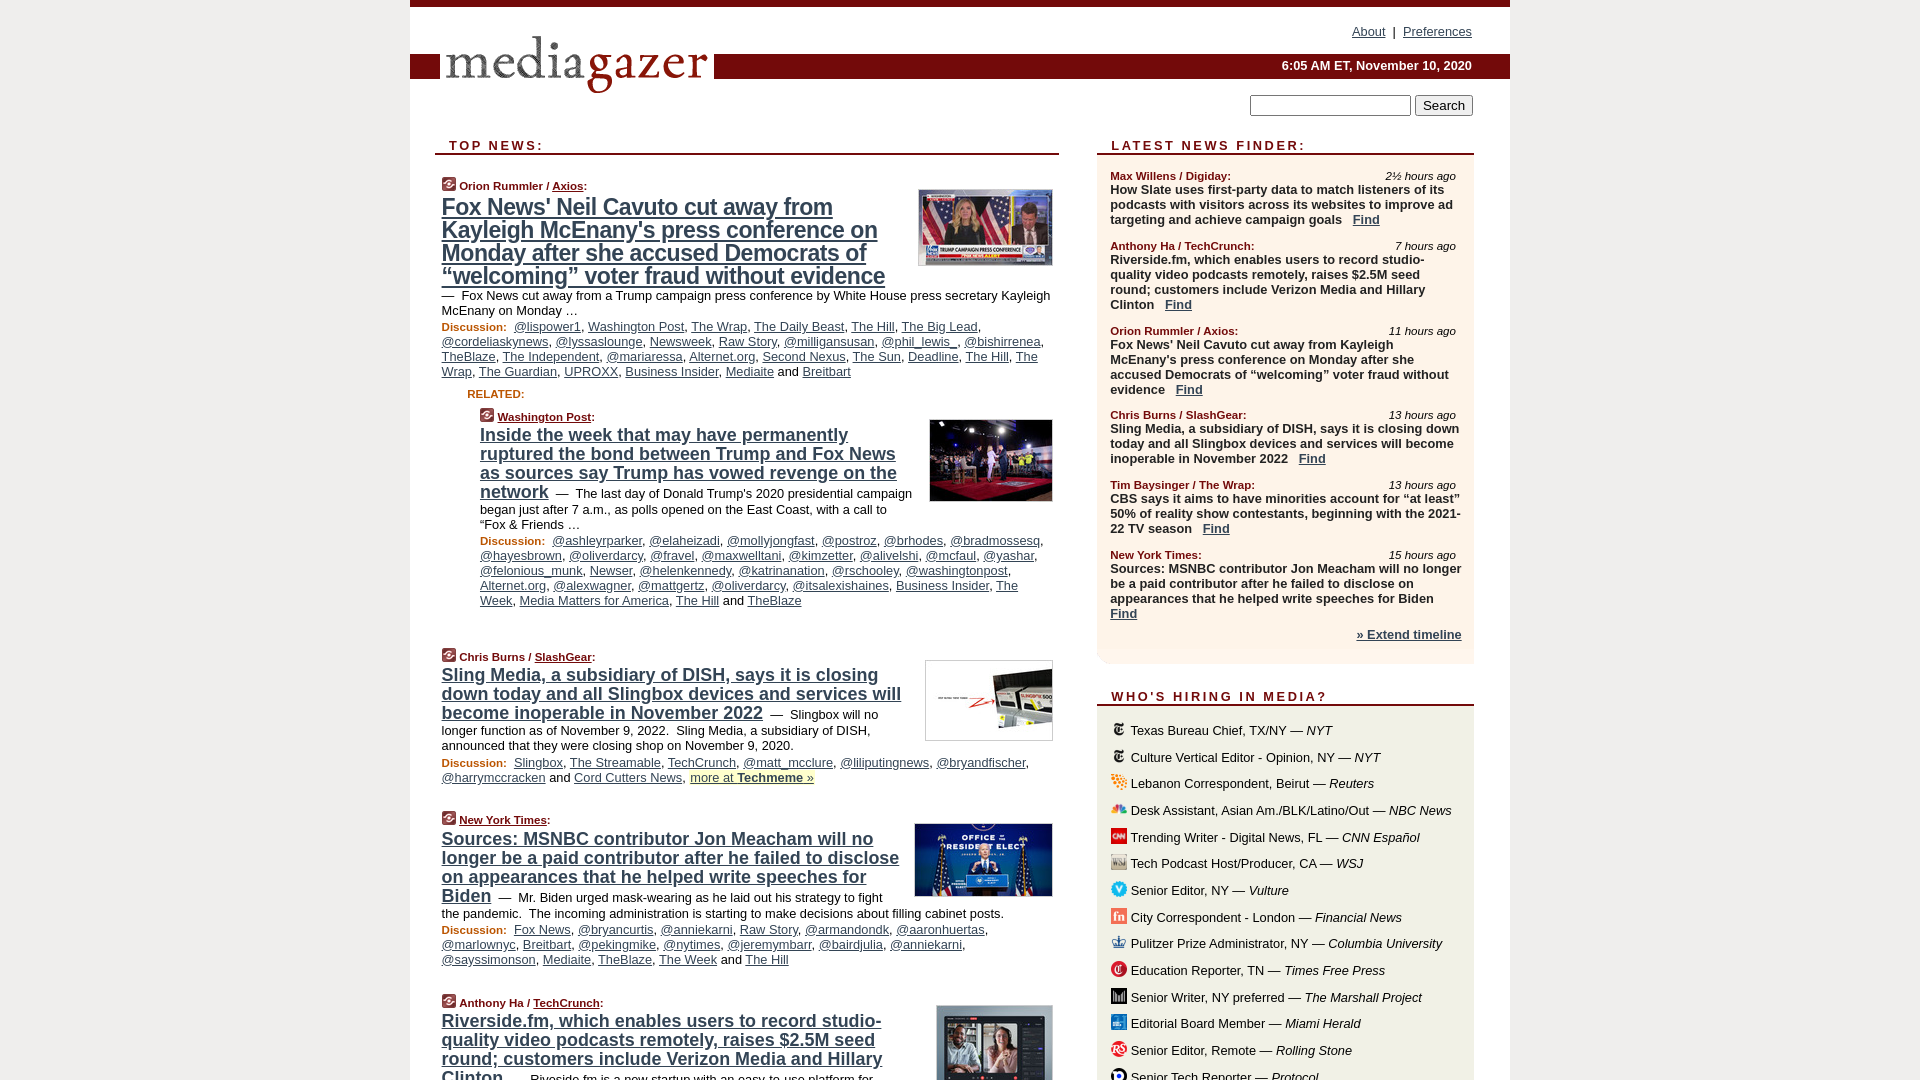 About | Preferences
mediagazer
6:05 AM ET, November 10, 2020
Search
TOP NEWS:
Orion Rummler / Axios:
Fox News' Neil Cavuto cut away from
Kayleigh McEnany's press conference on
Monday after she accused Democrats of
“welcoming” voter fraud without evidence
— Fox News cut away from a Trump campaign press conference by White House press secretary Kayleigh
McEnany on Monday …
Discussion: @lispower1, Washington Post, The Wrap, The Daily Beast, The Hill, The Big Lead,
@cordeliaskynews, @lyssaslounge, Newsweek, Raw Story, @milligansusan, @phil_lewis_, @bishirrenea,
TheBlaze, The Independent, @mariaressa, Alternet.org, Second Nexus, The Sun, Deadline, The Hill, The
Wrap, The Guardian, UPROXX, Business Insider, Mediaite and Breitbart
TRUMP CAMPAIGN PRESS CONFERENCE
RELATED:
Washington Post:
Inside the week that may have permanently
ruptured the bond between Trump and Fox News
as sources say Trump has vowed revenge on the
network — The last day of Donald Trump's 2020 presidential campaign
began just after 7 a.m., as polls opened on the East Coast, with a call to
“Fox & Friends …
Discussion: @ashleyrparker, @elaheizadi, @mollyjongfast, @postroz, @brhodes, @bradmossesq,
@hayesbrown, @oliverdarcy, @fravel, @maxwelltani, @kimzetter, @alivelshi, @mcfaul, @yashar,
@felonious_munk, Newser, @helenkennedy, @katrinanation, @rschooley, @washingtonpost,
Alternet.org, @alexwagner, @mattgertz, @oliverdarcy, @itsalexishaines, Business Insider, The
Week, Media Matters for America, The Hill and TheBlaze
Chris Burns / SlashGear:
Sling Media, a subsidiary of DISH, says it is closing
down today and all Slingbox devices and services will
become inoperable in November 2022 — Slingbox will no
longer function as of November 9, 2022. Sling Media, a subsidiary of DISH,
announced that they were closing shop on November 9, 2020.
Discussion: Slingbox, The Streamable, TechCrunch, @matt_mcclure, @liliputingnews, @bryandfischer,
@harrymccracken and Cord Cutters News, more at Techmeme »
New York Times:
Sources: MSNBC contributor Jon Meacham will no
longer be a paid contributor after he failed to disclose
on appearances that he helped write speeches for
Biden — Mr. Biden urged mask-wearing as he laid out his strategy to fight
the pandemic. The incoming administration is starting to make decisions about filling cabinet posts.
Discussion: Fox News, @bryancurtis, @anniekarni, Raw Story, @armandondk, @aaronhuertas,
@marlownyc, Breitbart, @pekingmike, @nytimes, @jeremymbarr, @bairdjulia, @anniekarni,
@sayssimonson, Mediaite, TheBlaze, The Week and The Hill
OFFICE OF THE
PRESIDENT ELECT
Anthony Ha / TechCrunch:
Riverside.fm, which enables users to record studio-
quality video podcasts remotely, raises $2.5M seed
round; customers include Verizon Media and Hillary
Clinton — Riveside.fm is a new startup with an easy-to-use platform for
LATEST NEWS FINDER:
Max Willens / Digiday: 2½ hours ago
How Slate uses first-party data to match listeners of its
podcasts with visitors across its websites to improve ad
targeting and achieve campaign goals Find
Anthony Ha / TechCrunch: 7 hours ago
Riverside.fm, which enables users to record studio-
quality video podcasts remotely, raises $2.5M seed
round; customers include Verizon Media and Hillary
Clinton Find
Orion Rummler / Axios: 11 hours ago
Fox News' Neil Cavuto cut away from Kayleigh
McEnany's press conference on Monday after she
accused Democrats of “welcoming” voter fraud without
evidence Find
Chris Burns / SlashGear: 13 hours ago
Sling Media, a subsidiary of DISH, says it is closing down
today and all Slingbox devices and services will become
inoperable in November 2022 Find
Tim Baysinger / The Wrap: 13 hours ago
CBS says it aims to have minorities account for “at least”
50% of reality show contestants, beginning with the 2021-
22 TV season Find
New York Times: 15 hours ago
Sources: MSNBC contributor Jon Meacham will no longer
be a paid contributor after he failed to disclose on
appearances that he helped write speeches for Biden
Find
» Extend timeline
WHO'S HIRING IN MEDIA?
Texas Bureau Chief, TX/NY — NYT
Culture Vertical Editor - Opinion, NY — NYT
Lebanon Correspondent, Beirut — Reuters
Desk Assistant, Asian Am./BLK/Latino/Out — NBC News
Trending Writer - Digital News, FL — CNN Español
Tech Podcast Host/Producer, CA — WSJ
Senior Editor, NY — Vulture
City Correspondent - London — Financial News
Pulitzer Prize Administrator, NY — Columbia University
Education Reporter, TN — Times Free Press
Senior Writer, NY preferred — The Marshall Project
Editorial Board Member — Miami Herald
Senior Editor, Remote — Rolling Stone
Senior Tech Reporter — Protocol